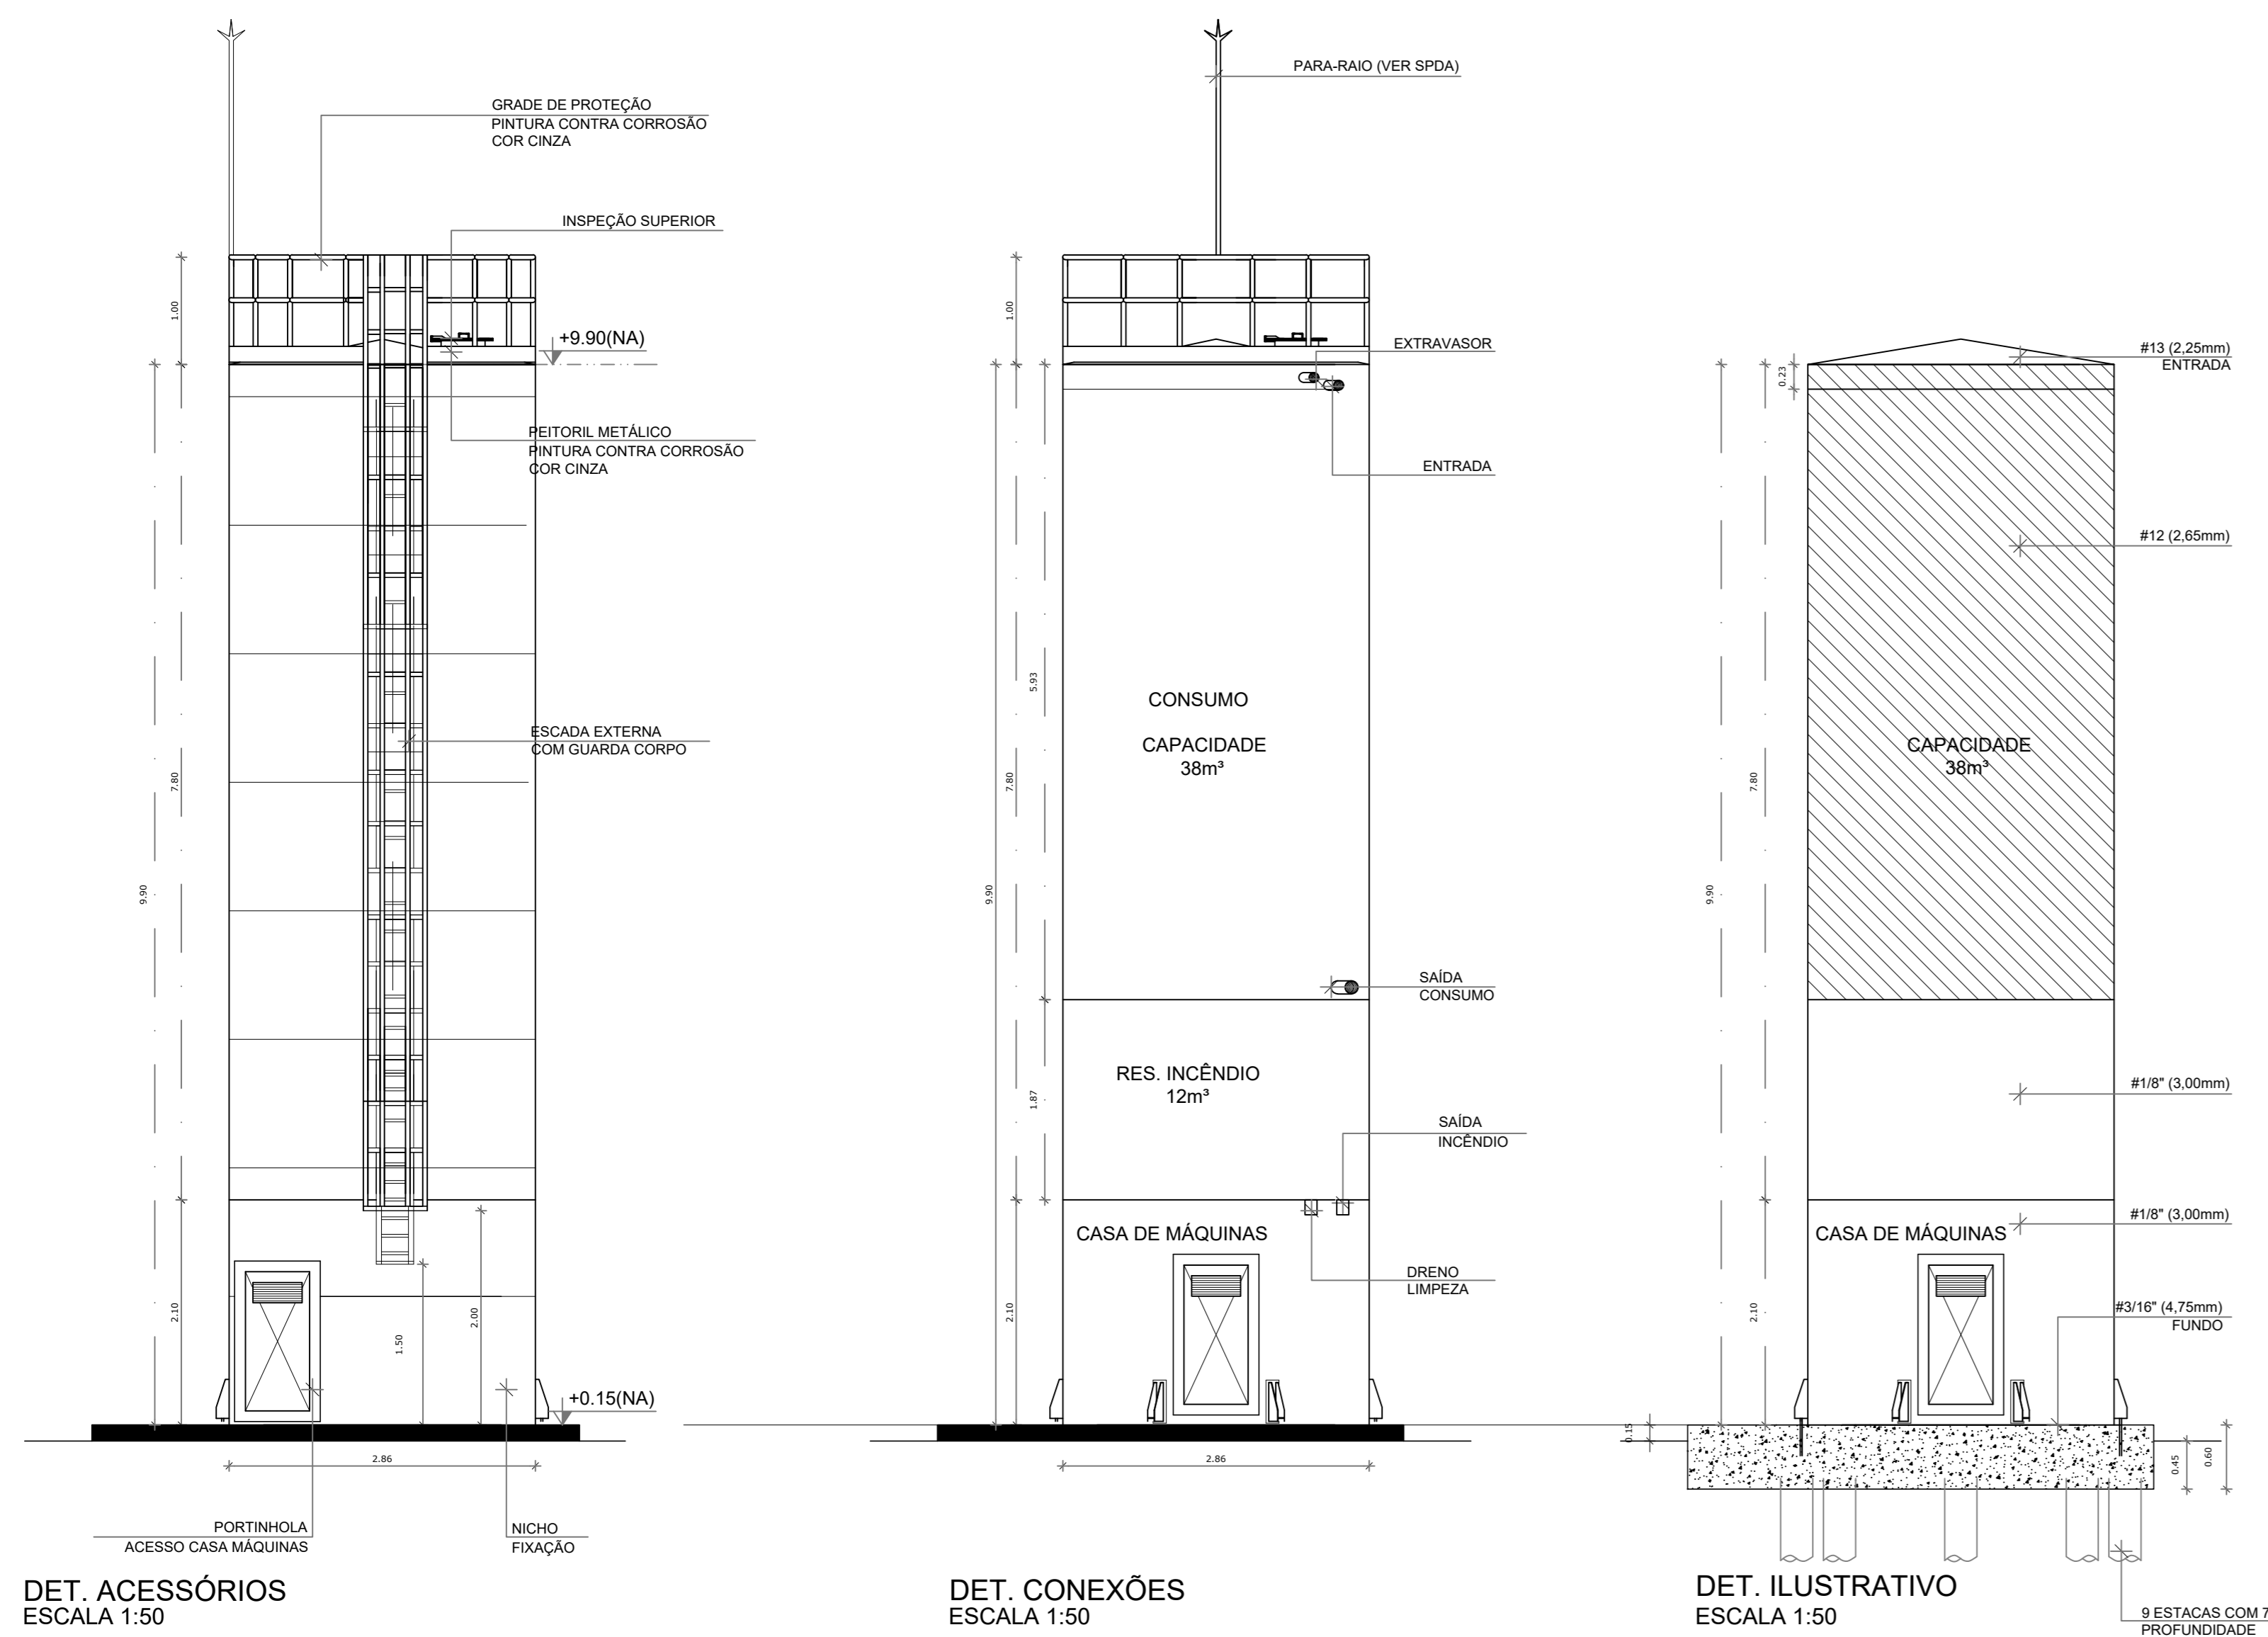 GRADE DE PROTEÇÃO
PINTURA CONTRA CORROSÃO
COR CINZA
INSPEÇÃO SUPERIOR
1.00
+9.90(NA)
PEITORIL METÁLICO
PINTURA CONTRA CORROSÃO
COR CINZA
ESCADA EXTERNA
COM GUARDA CORPO
7.80
9.90
2.10
2.00
1.50
+0.15(NA)
2.86
PORTINHOLA
ACESSO CASA MÁQUINAS
NICHO
FIXAÇÃO
DET. ACESSÓRIOS
ESCALA 1:50
PARA-RAIO (VER SPDA)
1.00
EXTRAVASOR
ENTRADA
5.93
CONSUMO
CAPACIDADE
38m³
7.80
9.90
SAÍDA
CONSUMO
RES. INCÊNDIO
12m³
1.87
SAÍDA
INCÊNDIO
CASA DE MÁQUINAS
DRENO
LIMPEZA
2.10
2.86
DET. CONEXÕES
ESCALA 1:50
#13 (2,25mm)
ENTRADA
0.23
#12 (2,65mm)
CAPACIDADE
38m³
7.80
9.90
#1/8" (3,00mm)
#1/8" (3,00mm)
CASA DE MÁQUINAS
#3/16" (4,75mm)
FUNDO
2.10
0.15
0.45
0.60
DET. ILUSTRATIVO
ESCALA 1:50
9 ESTACAS COM 7
PROFUNDIDADE